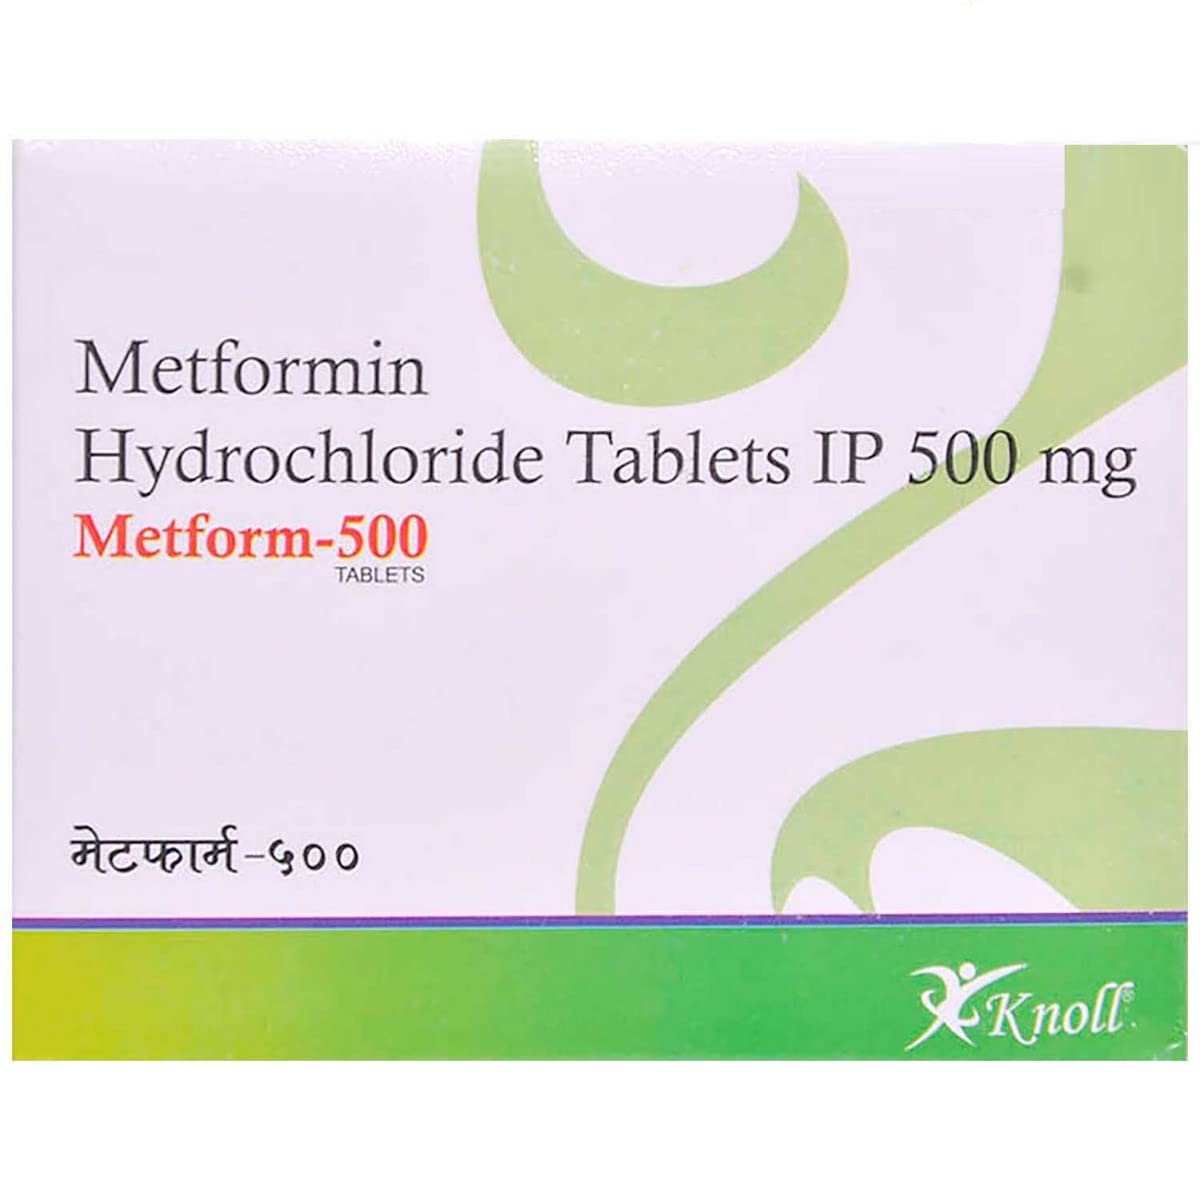 Metformin
Hydrochloride Tablets IP 500 mg
Metform-500
TABLETS
मेटफार्म-५००
Knoll®